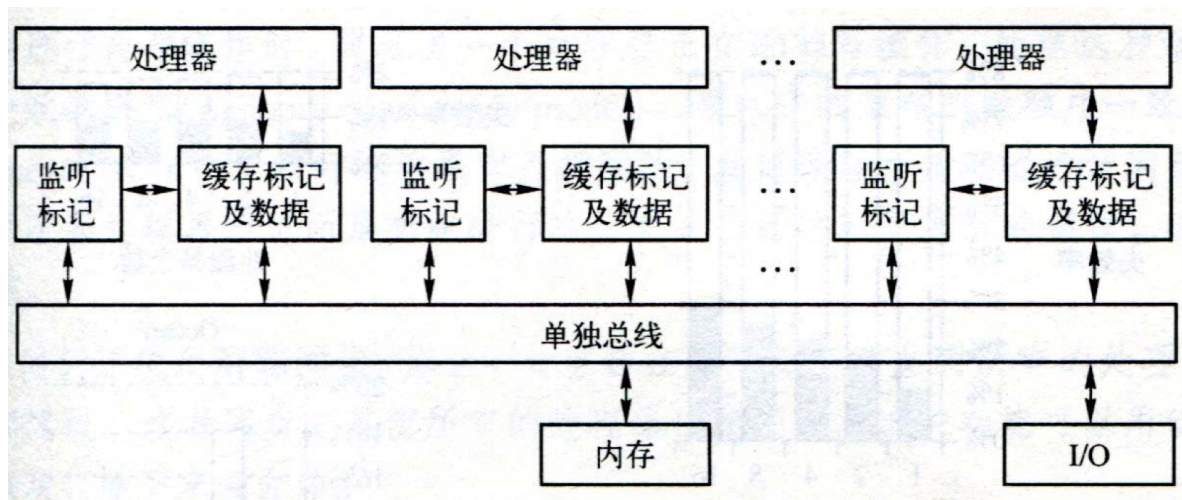 处理器 处理器 … 处理器
监听 缓存标记 监听 缓存标记 … 监听 缓存标记
标记 及数据 标记 及数据 标记 及数据
…
单独总线
内存 I/O